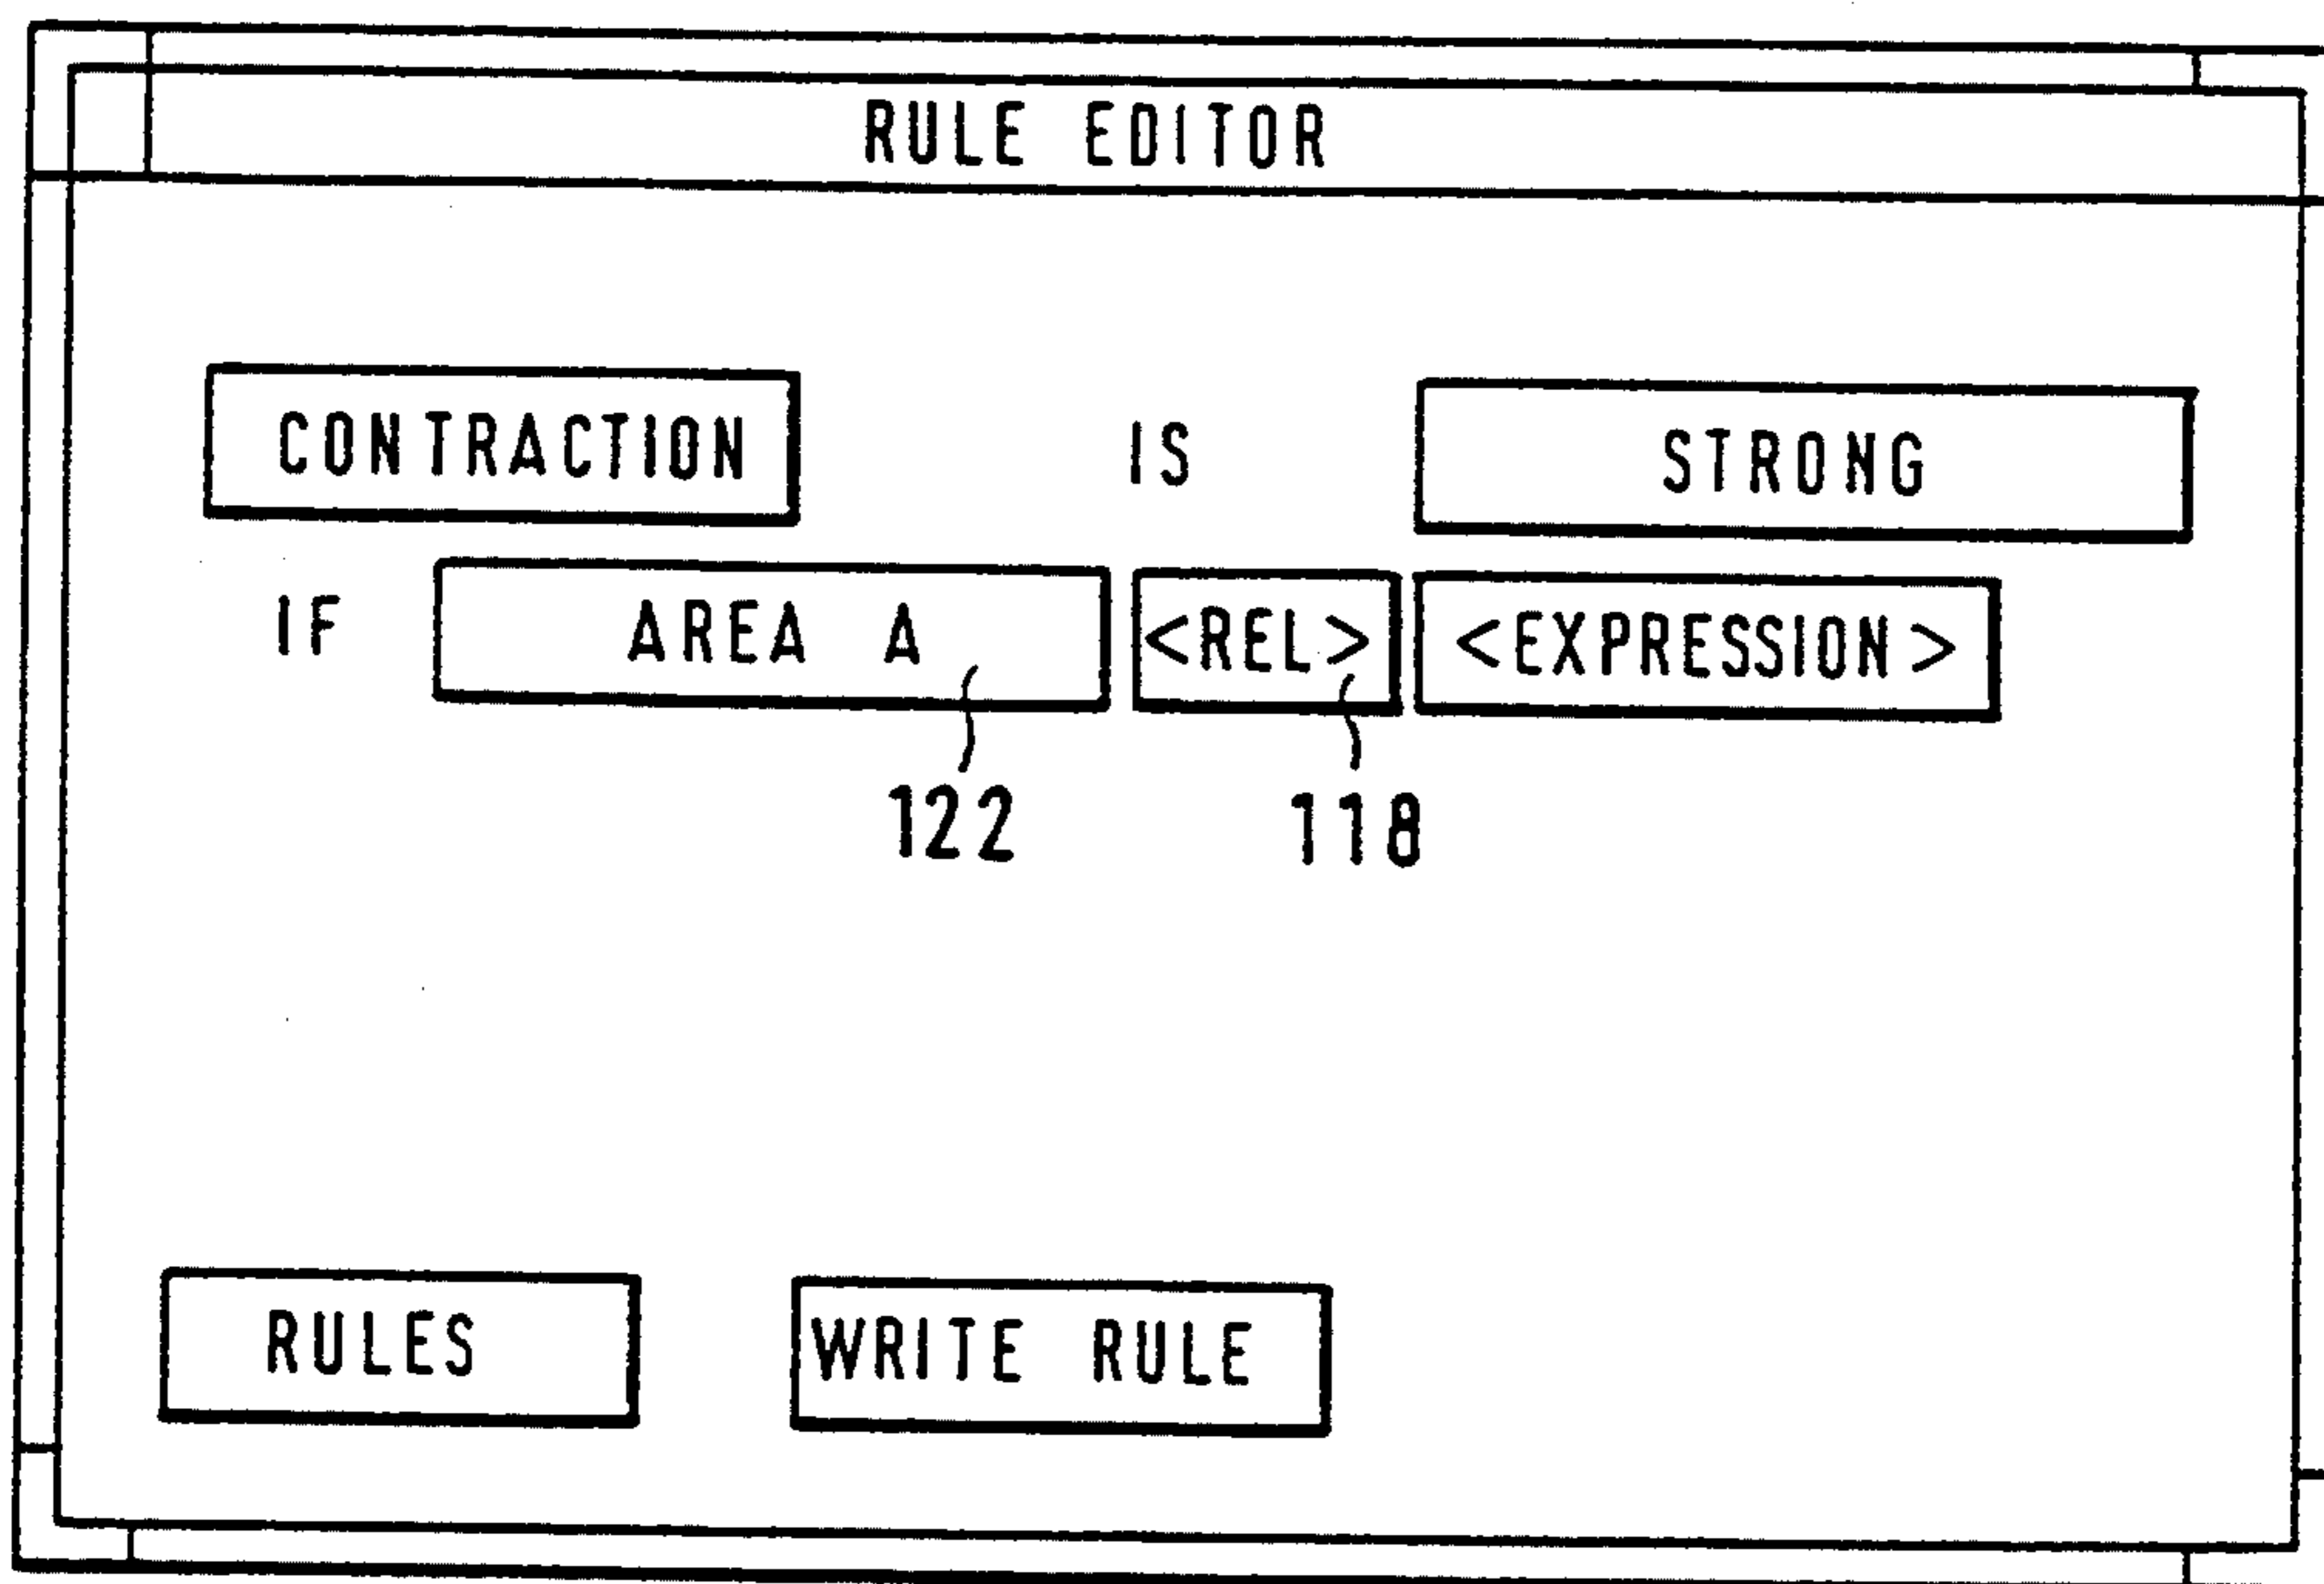 RULE EDITOR
CONTRACTION IS STRONG
IF AREA A <REL> <EXPRESSION>
122 118
RULES WRITE RULE